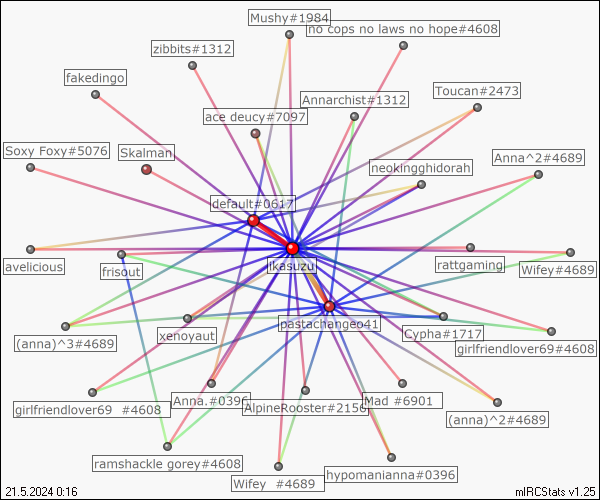 Mushy#1984
no cops no laws no hope#4608
zibbits#1312
fakedingo
Toucan#2473
Annarchist#1312
ace deucy#7097
Soxy Foxy#5076
Skalman
Anna^2#4689
neokingghidorah
default#0617
ikasuzu
avelicious
frisout
rattgaming
Wifey#4689
pastachangeo41
(anna)^3#4689
xenoyaut
Cypha#1717
girlfriendlover69#4608
girlfriendlover69 #4608
Anna.#0396
AlpineRooster#2150
Mad #6901
(anna)^2#4689
ramshackle gorey#4608
Wifey #4689
hypomanianna#0396
21.5.2024 0:16
mIRCStats v1.25